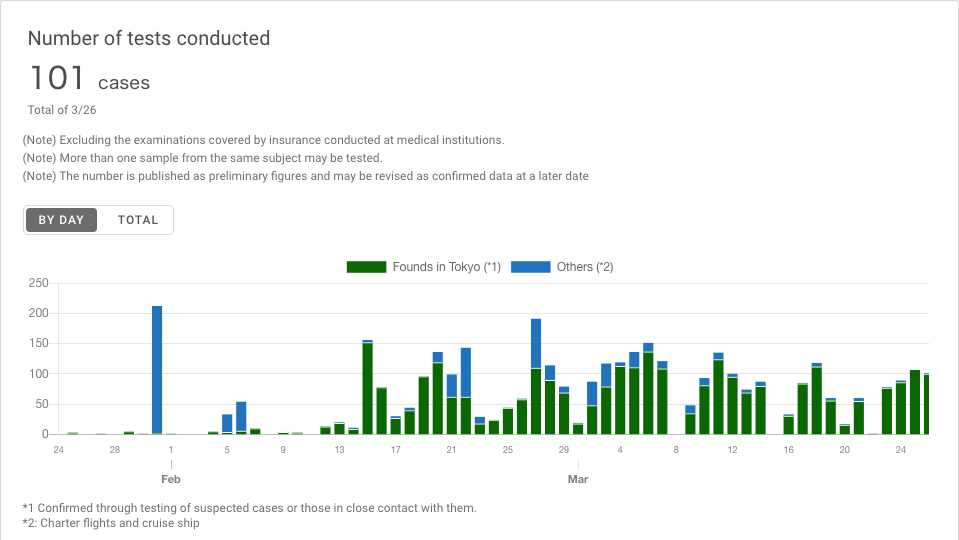 Number of tests conducted
101 cases
Total of 3/26
(Note) Excluding the examinations covered by insurance conducted at medical institutions.
(Note) More than one sample from the same subject may be tested.
(Note) The number is published as preliminary figures and may be revised as confirmed data at a later date
BY DAY TOTAL
Founds in Tokyo (*1) Others (*2)
250
200
150
100
50
0
24 28 1 5 9 13 17 21 25 29 4 8 12 16 20 24
Feb Mar
*1 Confirmed through testing of suspected cases or those in close contact with them.
*2: Charter flights and cruise ship